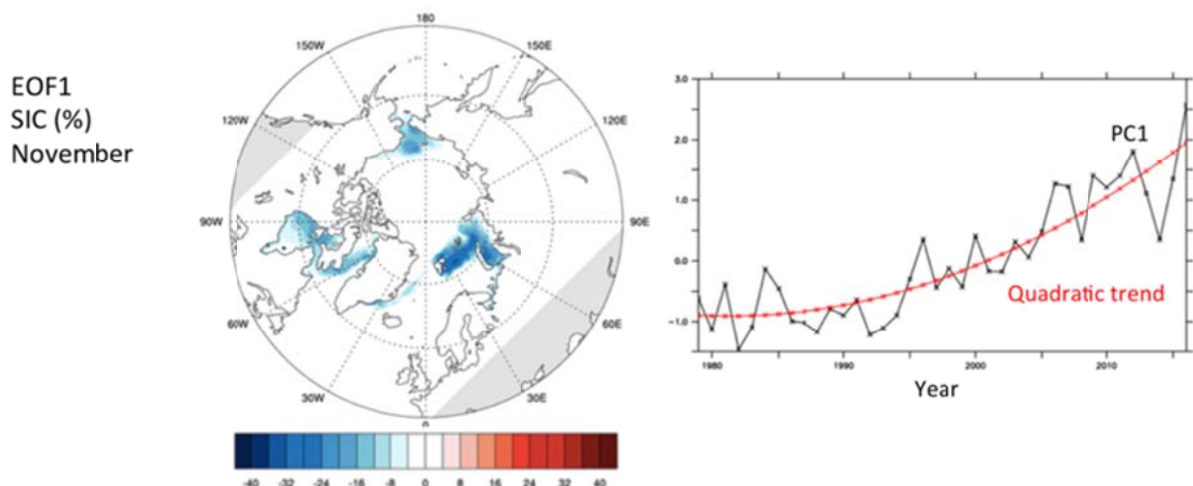 EOF1
SIC (%)
November
180
150W
150E
120W
120E
90W
90E
60W
60E
30W
30E
0
-40 -32 -24 -16 -8 0 8 16 24 32 40
3.0
2.0
1.0
0.0
-1.0
PC1
Quadratic trend
1980 1990 2000 2010
Year